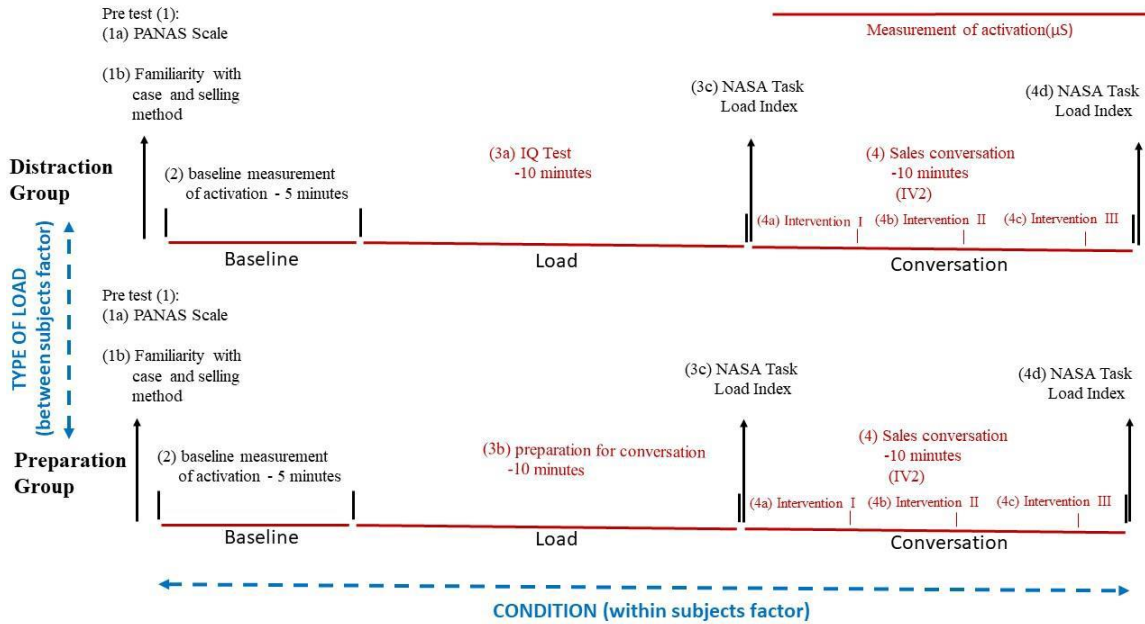 Pre test (1):
(1a) PANAS Scale
Measurement of activation(µS)
(1b) Familiarity with
case and selling
method
(3c) NASA Task
Load Index
(4d) NASA Task
Load Index
Distraction
Group
(2) baseline measurement
of activation - 5 minutes
(3a) IQ Test
-10 minutes
(4) Sales conversation
-10 minutes
(IV2)
(4a) Intervention I
(4b) Intervention II
(4c) Intervention III
Baseline
Load
Conversation
TYPE OF LOAD
(between subjects factor)
Pre test (1):
(1a) PANAS Scale
(1b) Familiarity with
case and selling
method
(3c) NASA Task
Load Index
(4d) NASA Task
Load Index
Preparation
Group
(2) baseline measurement
of activation - 5 minutes
(3b) preparation for conversation
-10 minutes
(4) Sales conversation
-10 minutes
(IV2)
(4a) Intervention I
(4b) Intervention II
(4c) Intervention III
Baseline
Load
Conversation
CONDITION (within subjects factor)